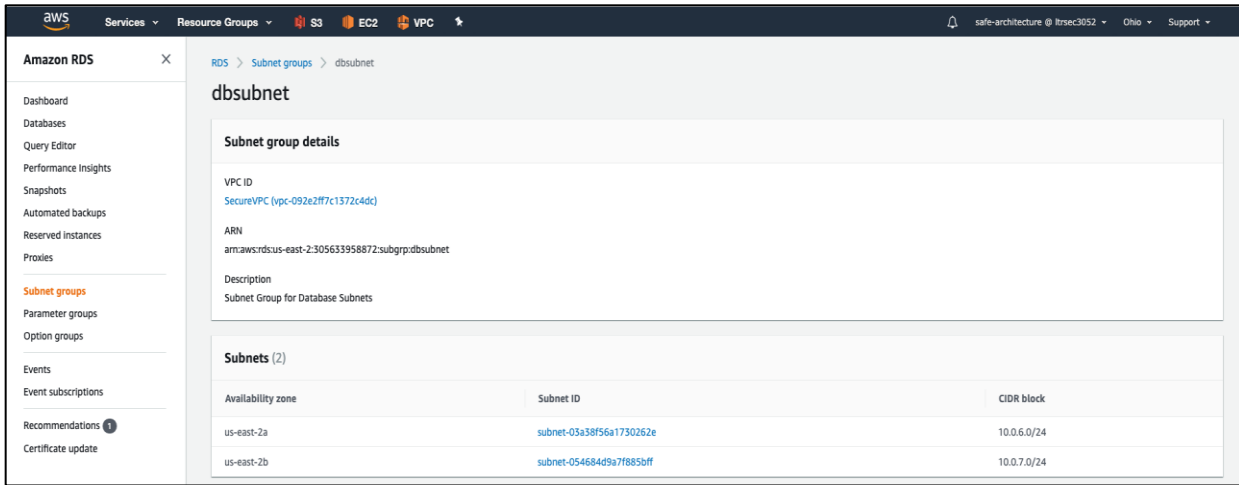 aws
Services
Resource Groups
S3
EC2
VPC
safe-architecture @ ltrsec3052
Ohio
Support
Amazon RDS
Dashboard
Databases
Query Editor
Performance Insights
Snapshots
Automated backups
Reserved instances
Proxies
Subnet groups
Parameter groups
Option groups
Events
Event subscriptions
Recommendations 1
Certificate update
RDS > Subnet groups > dbsubnet
dbsubnet
Subnet group details
VPC ID
SecureVPC (vpc-092e2ff7c1372c4dc)
ARN
arn:aws:rds:us-east-2:305633958872:subgrp:dbsubnet
Description
Subnet Group for Database Subnets
Subnets (2)
Availability zone Subnet ID CIDR block
us-east-2a subnet-03a38f56a1730262e 10.0.6.0/24
us-east-2b subnet-054684d9a7f885bff 10.0.7.0/24